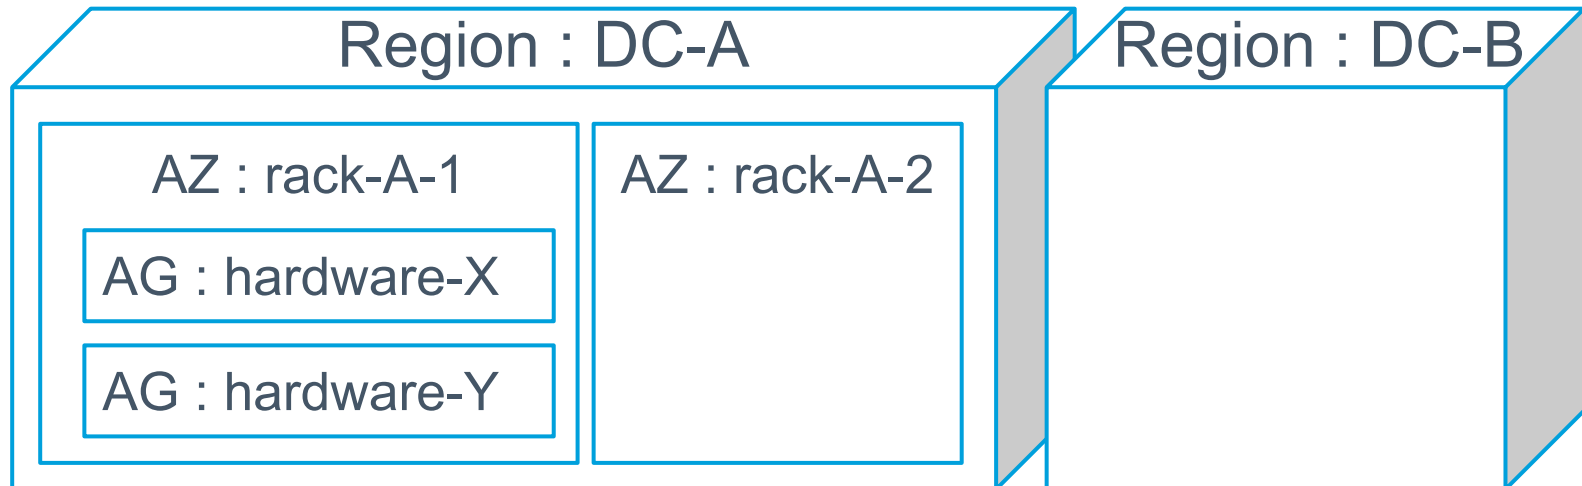 Region : DC-A
Region : DC-B
AZ : rack-A-1
AZ : rack-A-2
AG : hardware-X
AG : hardware-Y